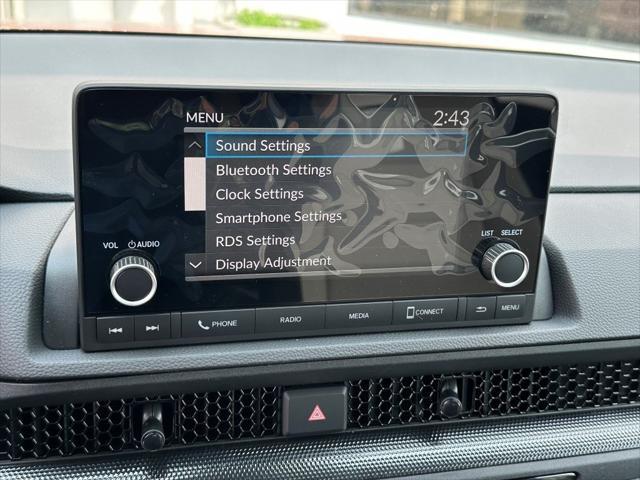 MENU 2:43
Sound Settings
Bluetooth Settings
Clock Settings
Smartphone Settings
RDS Settings
Display Adjustment
VOL AUDIO
LIST SELECT
PHONE RADIO MEDIA CONNECT MENU